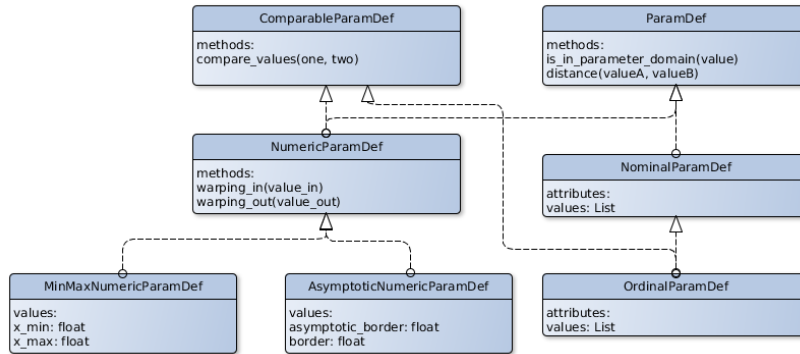 ComparableParamDef
methods:
compare_values(one, two)
ParamDef
methods:
is_in_parameter_domain(value)
distance(valueA, valueB)
NumericParamDef
methods:
warping_in(value_in)
warping_out(value_out)
NominalParamDef
attributes:
values: List
MinMaxNumericParamDef
values:
x_min: float
x_max: float
AsymptoticNumericParamDef
values:
asymptotic_border: float
border: float
OrdinalParamDef
attributes:
values: List